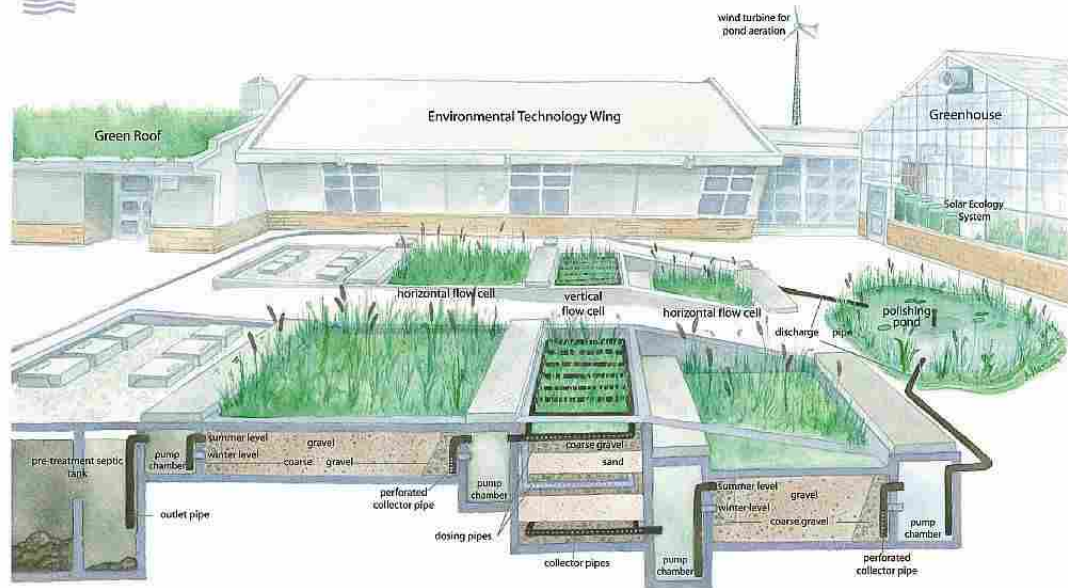 wind turbine for
pond aeration
Green Roof
Environmental Technology Wing
Greenhouse
Solar Ecology
System
horizontal flow cell
vertical
flow cell
horizontal flow cell
discharge pipe
polishing
pond
pre-treatment septic
tank
outlet pipe
pump
chamber
summer level
winter level
gravel
coarse gravel
perforated
collector pipe
pump
chamber
coarse gravel
sand
dosing pipes
collector pipes
pump
chamber
summer level
winter level
gravel
coarse gravel
perforated
collector pipe
pump
chamber